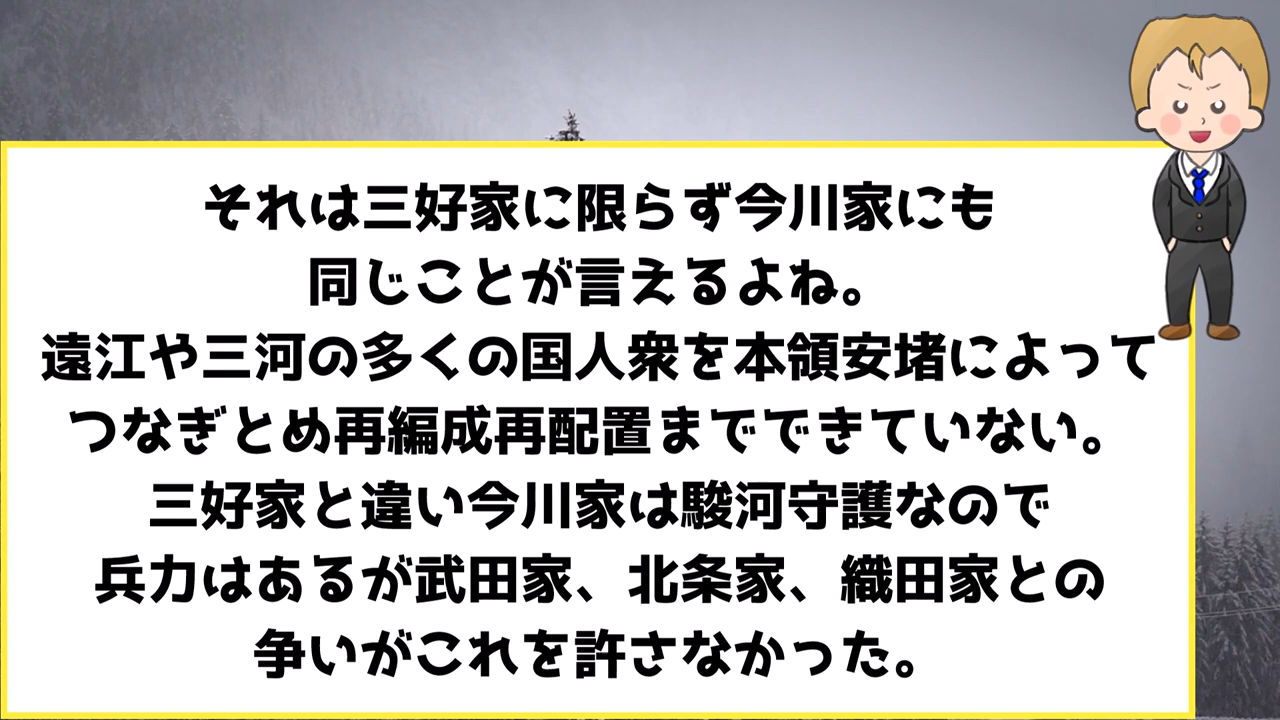 それは三好家に限らず今川家にも
同じことが言えるよね。
遠江や三河の多くの国人衆を本領安堵によって
つなぎとめ再編成再配置までできていない。
三好家と違い今川家は駿河守護なので
兵力はあるが武田家、北条家、織田家との
争いがこれを許さなかった。